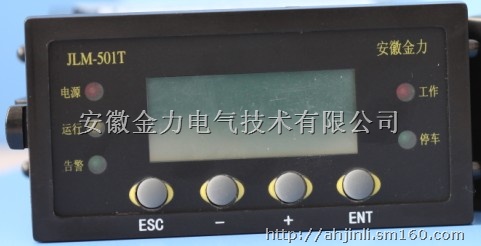 JLM-501T
安徽金力
电源
工作
安徽金力电气技术有限公司
运行
停车
告警
ESC
−
+
ENT
http://ahjinli.sm160.com